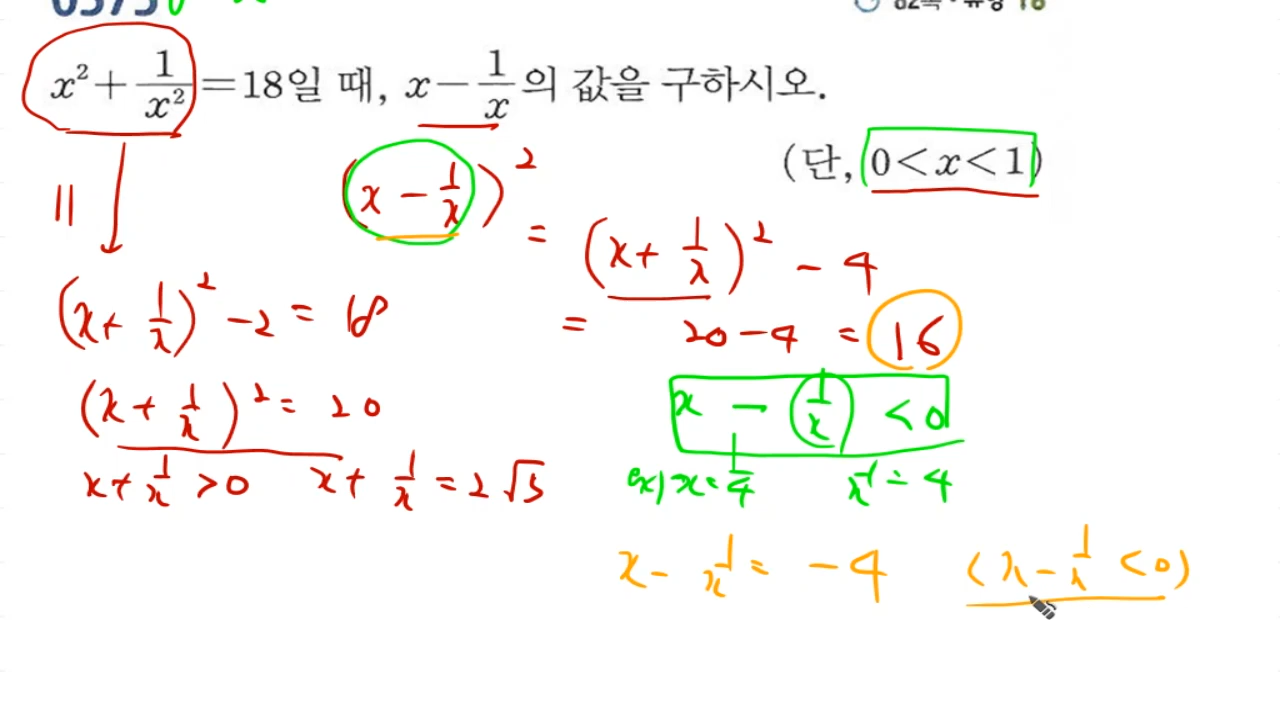 x² + 1/x² = 18일 때, x − 1/x의 값을 구하시오.
(단, 0<x<1)
(x − 1/x)²
= (x + 1/x)² − 4
= 20 − 4 = 16
||
(x + 1/x)² − 2 = 18
(x + 1/x)² = 20
x + 1/x > 0 x + 1/x = 2√5
x − 1/x < 0
ex) x = 1/4 1/x = 4
x − 1/x = −4 (x − 1/x < 0)